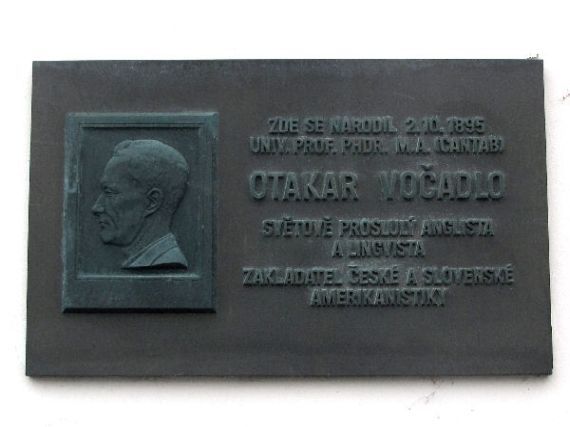 ZDE SE NARODIL 2.10.1895
UNIV. PROF. PHDR. M.A. (CANTAB)
OTAKAR VOČADLO
SVĚTOVĚ PROSLULÍ ANGLISTA
A LINGVISTA
ZAKLADATEL ČESKÉ A SLOVENSKÉ
AMERIKANISTIKY